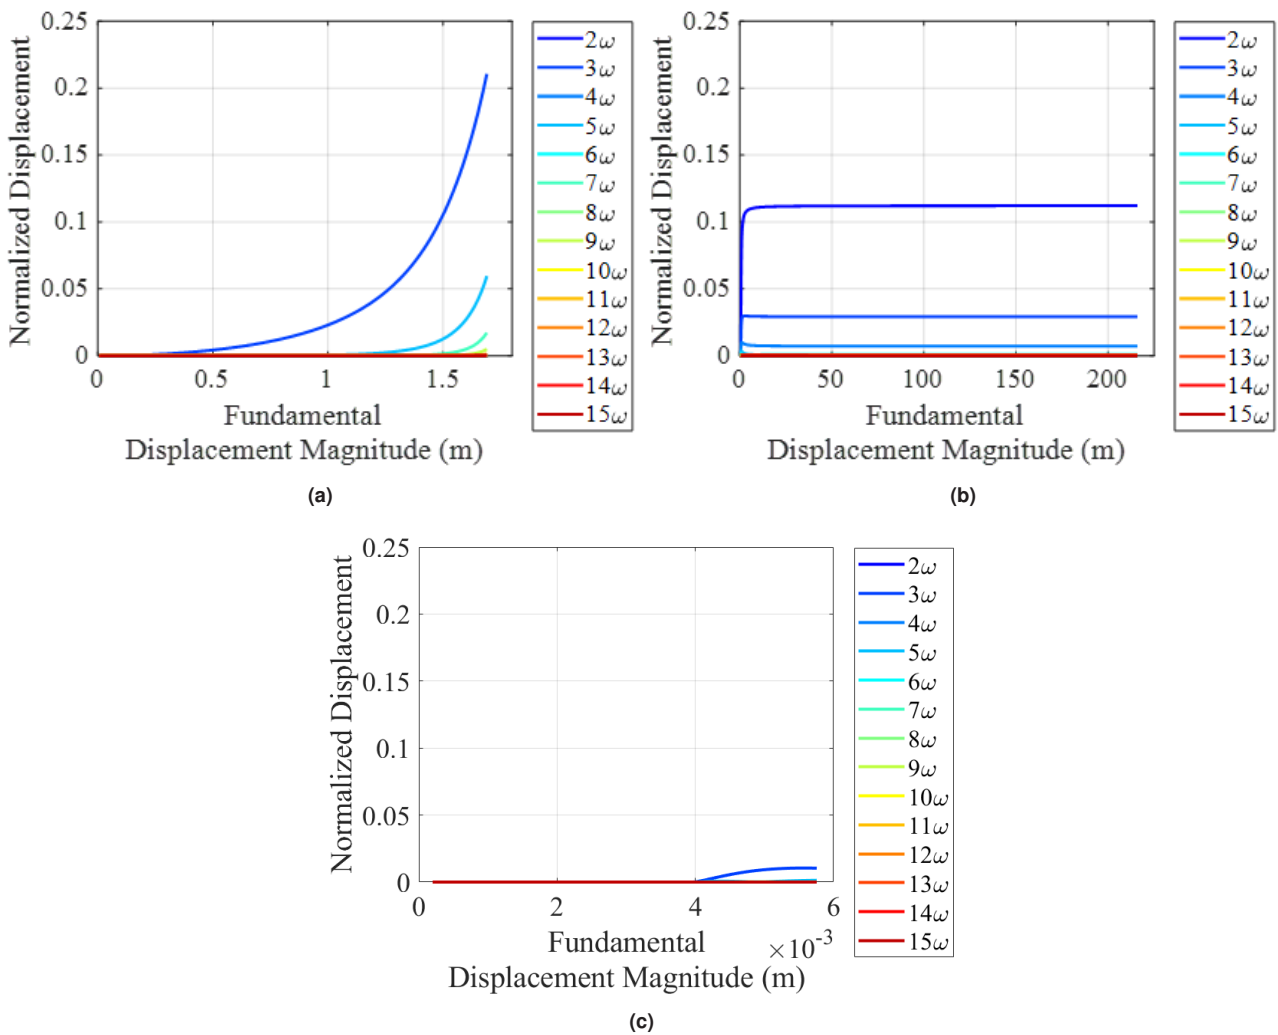 Normalized Displacement
0.25
0.2
0.15
0.1
0.05
0
0 0.5 1 1.5
Fundamental
Displacement Magnitude (m)
2ω
3ω
4ω
5ω
6ω
7ω
8ω
9ω
10ω
11ω
12ω
13ω
14ω
15ω
(a)
Normalized Displacement
0.25
0.2
0.15
0.1
0.05
0
0 50 100 150 200
Fundamental
Displacement Magnitude (m)
2ω
3ω
4ω
5ω
6ω
7ω
8ω
9ω
10ω
11ω
12ω
13ω
14ω
15ω
(b)
Normalized Displacement
0.25
0.2
0.15
0.1
0.05
0
0 2 4 6
×10⁻³
Fundamental
Displacement Magnitude (m)
2ω
3ω
4ω
5ω
6ω
7ω
8ω
9ω
10ω
11ω
12ω
13ω
14ω
15ω
(c)